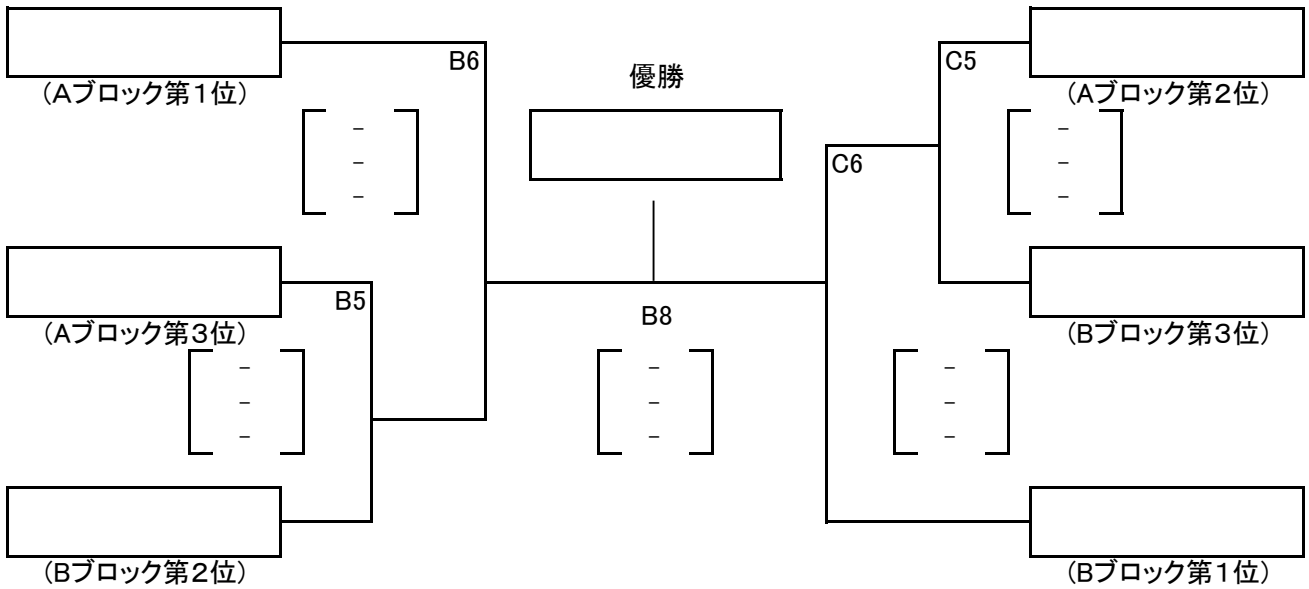 B6
C5
優勝
(Aブロック第1位)
(Aブロック第2位)
-
-
-
-
-
-
C6
B5
B8
(Aブロック第3位)
(Bブロック第3位)
-
-
-
-
-
-
-
-
-
(Bブロック第2位)
(Bブロック第1位)